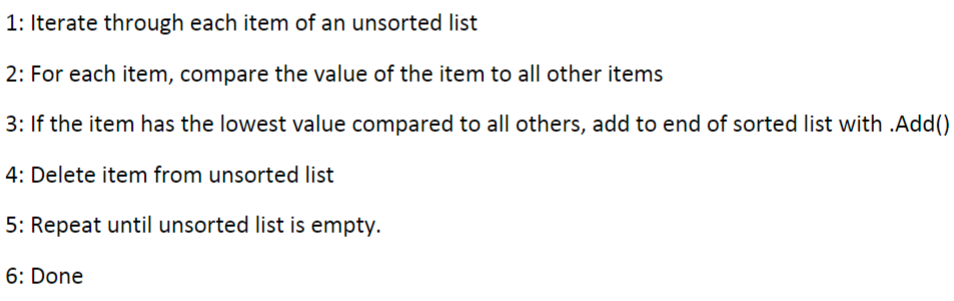 1: Iterate through each item of an unsorted list
2: For each item, compare the value of the item to all other items
3: If the item has the lowest value compared to all others, add to end of sorted list with .Add()
4: Delete item from unsorted list
5: Repeat until unsorted list is empty.
6: Done